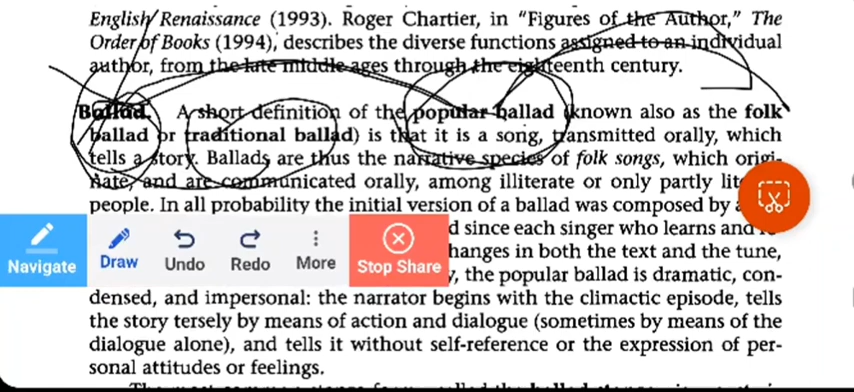 English Renaissance (1993). Roger Chartier, in “Figures of the Author,” The
Order of Books (1994), describes the diverse functions assigned to an individual
author, from the late middle ages through the eighteenth century.
Ballad. A short definition of the popular ballad (known also as the folk
ballad or traditional ballad) is that it is a song, transmitted orally, which
tells a story. Ballads are thus the narrative species of folk songs, which origi-
nate, and are communicated orally, among illiterate or only partly
people. In all probability the initial version of a ballad was composed by
since each singer who learns and
changes in both the text and the tune,
the popular ballad is dramatic, con-
Navigate Draw Undo Redo More Stop Share
densed, and impersonal: the narrator begins with the climactic episode, tells
the story tersely by means of action and dialogue (sometimes by means of the
dialogue alone), and tells it without self-reference or the expression of per-
sonal attitudes or feelings.